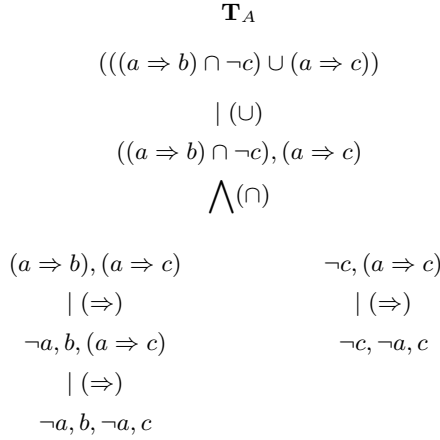 T_A
(((a ⇒ b) ∩ ¬c) ∪ (a ⇒ c))
| (∪)
((a ⇒ b) ∩ ¬c), (a ⇒ c)
⋀(∩)
(a ⇒ b), (a ⇒ c) ¬c, (a ⇒ c)
| (⇒) | (⇒)
¬a, b, (a ⇒ c) ¬c, ¬a, c
| (⇒)
¬a, b, ¬a, c